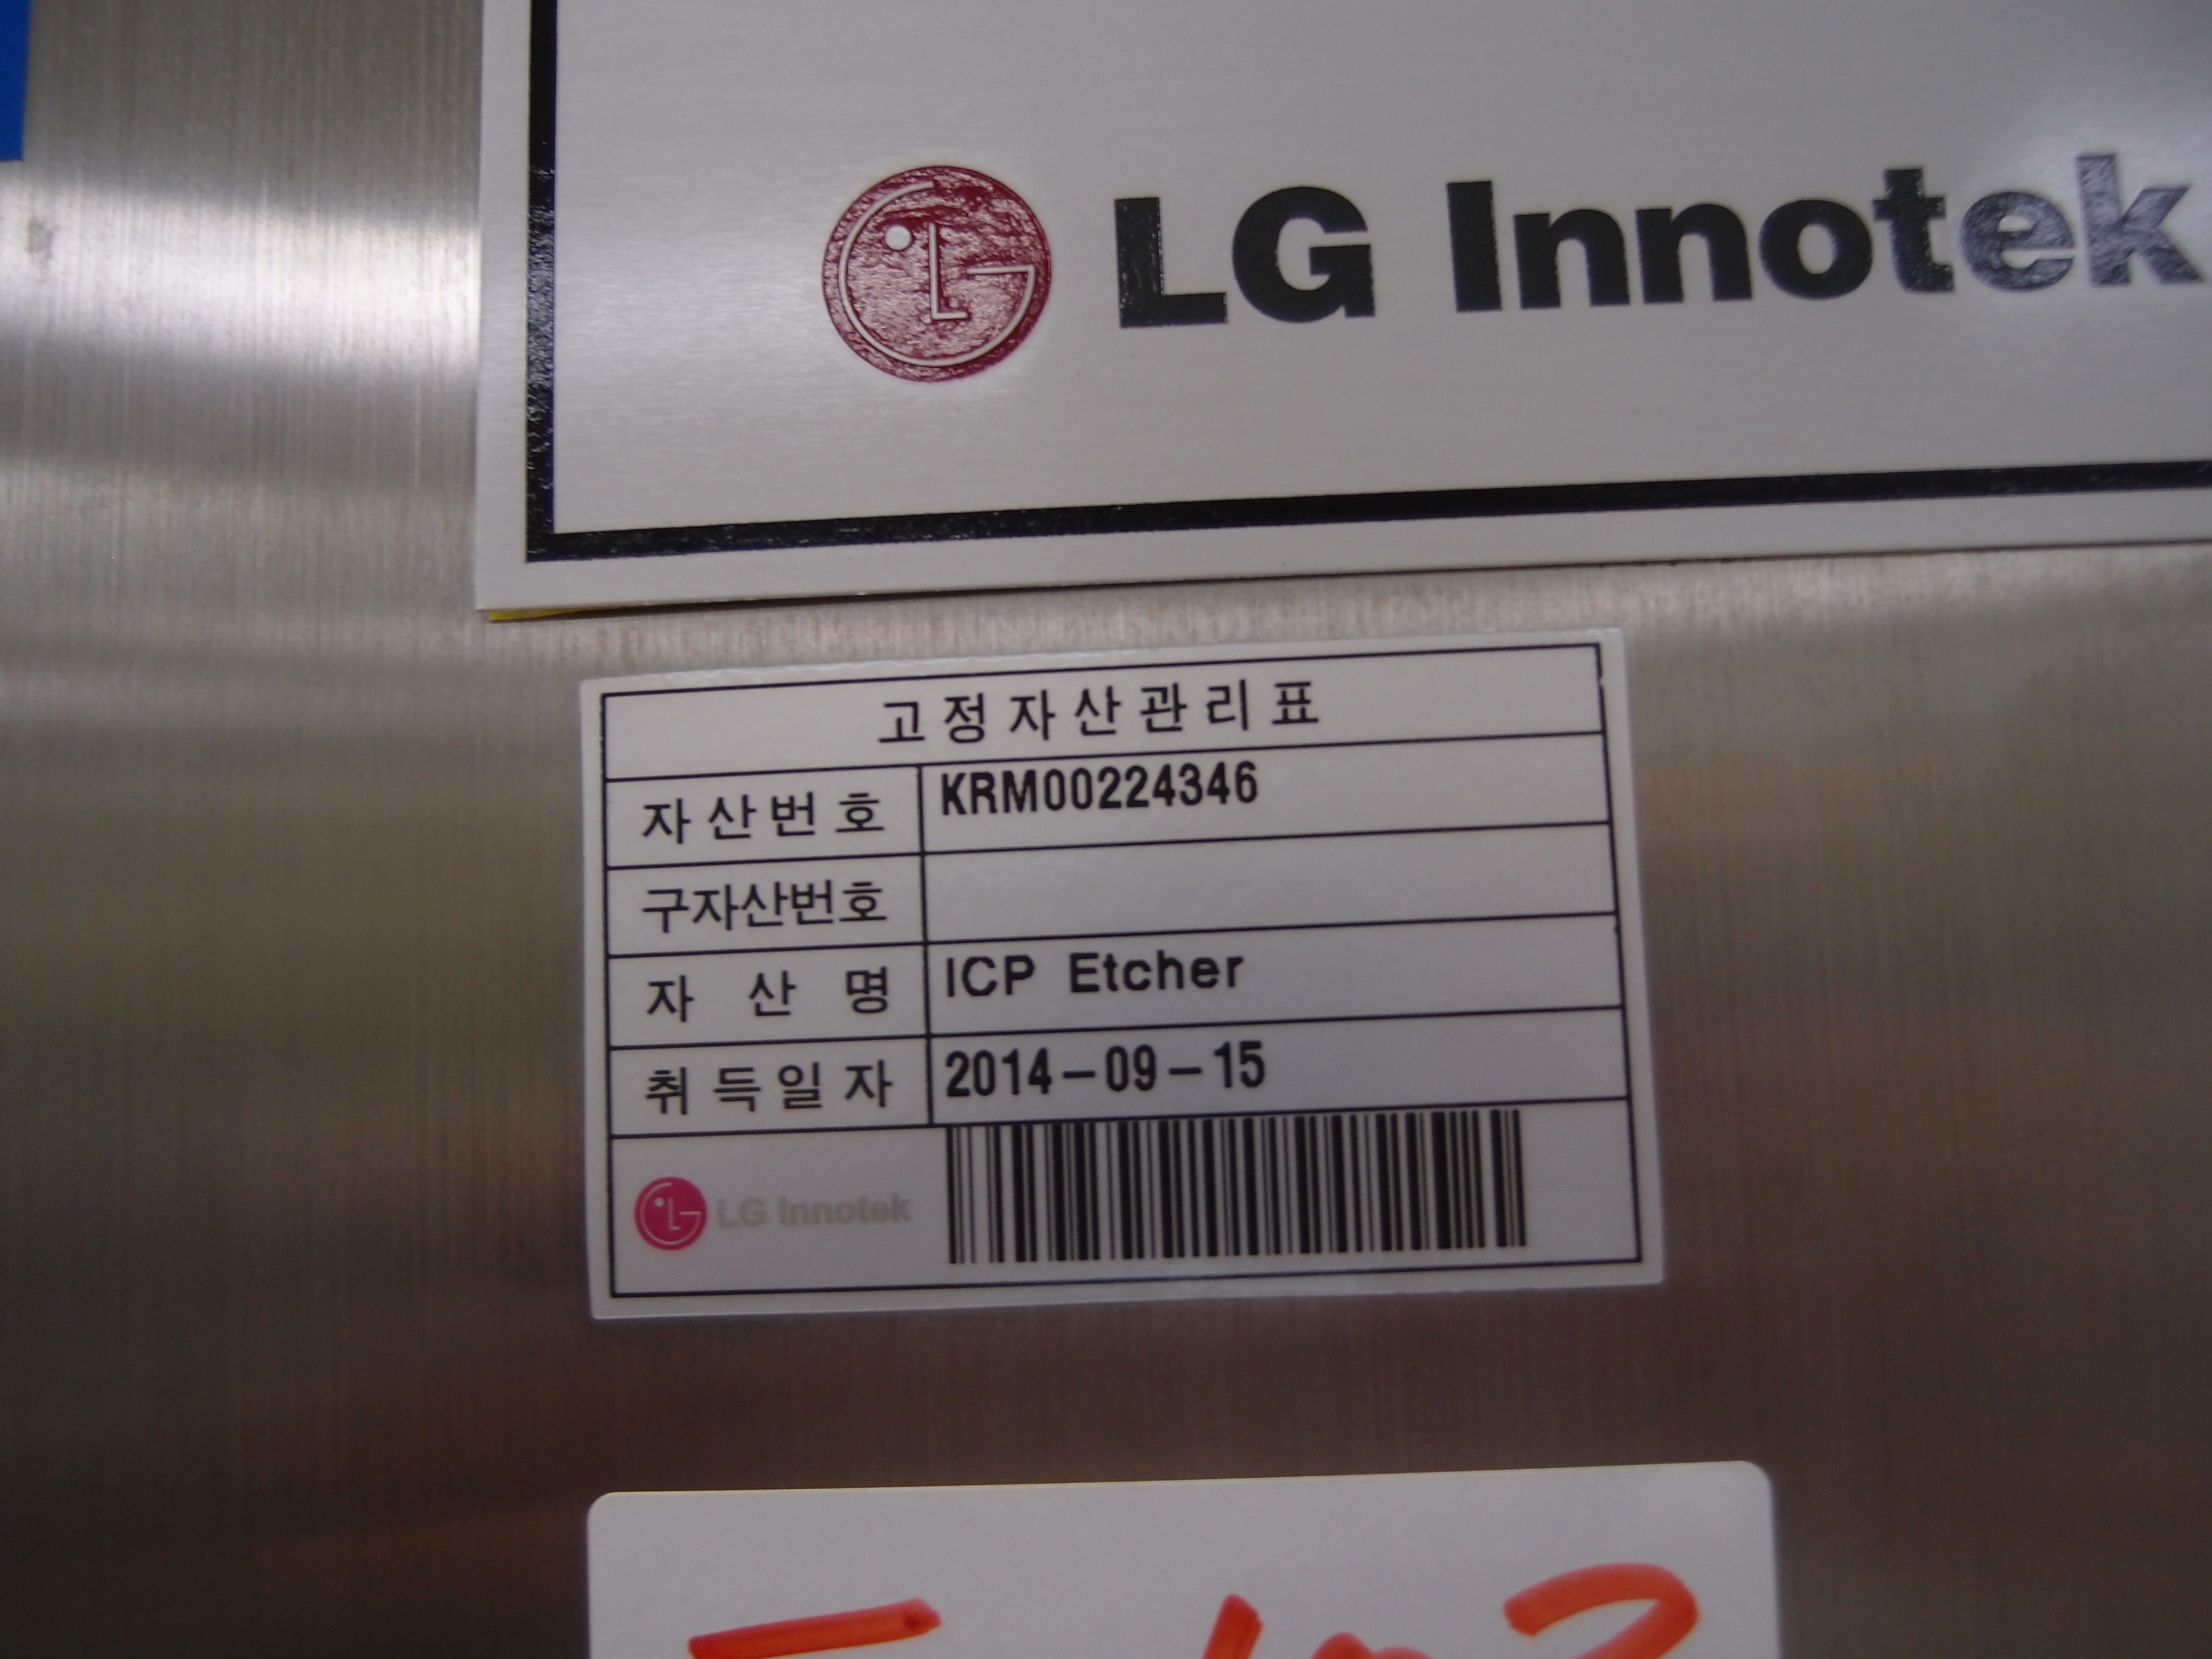 LG Innotek
고정자산관리표
자산번호 KRM00224346
구자산번호
자산명 ICP Etcher
취득일자 2014-09-15
LG Innotek